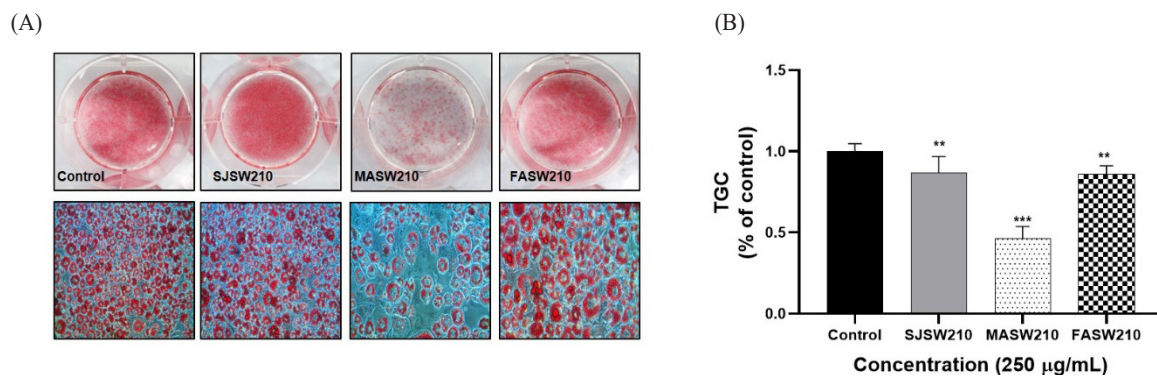 (A)
(B)
Control
SJSW210
MASW210
FASW210
1.5
1.0
0.5
0.0
TGC
(% of control)
**
***
**
Control
SJSW210
MASW210
FASW210
Concentration (250 μg/mL)